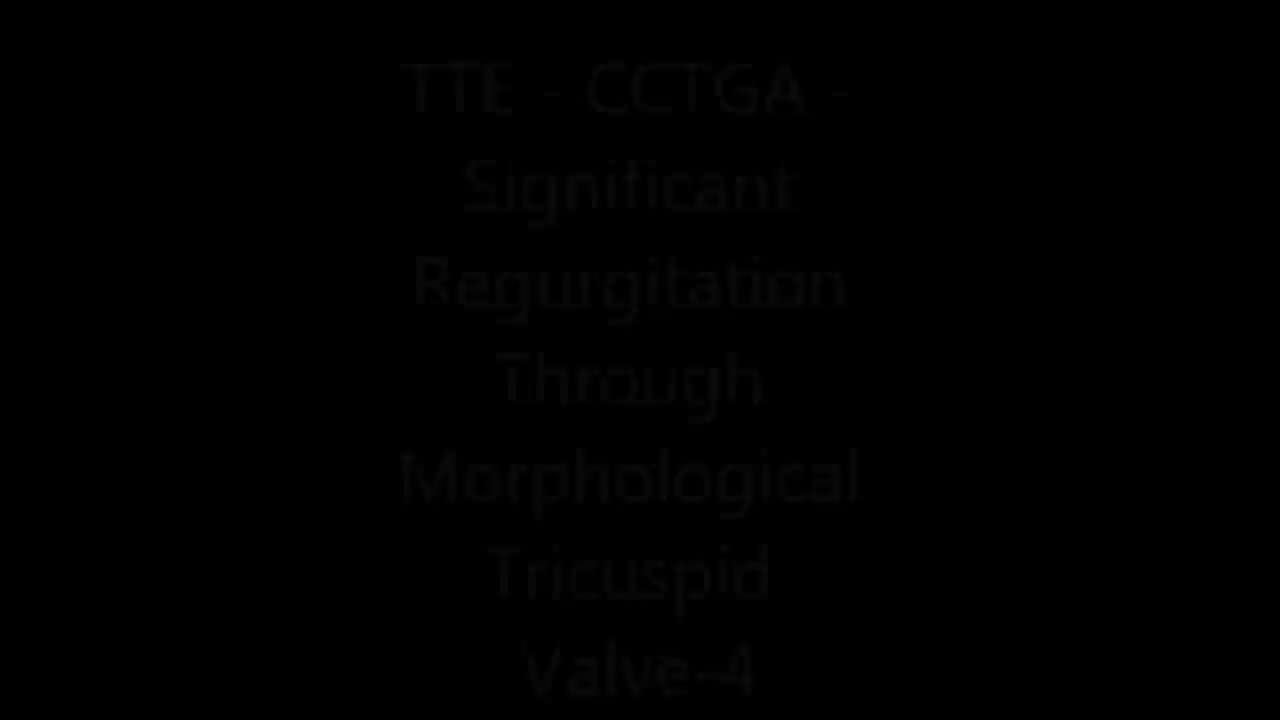 TTE - CCTGA -
Significant
Regurgitation
Through
Morphological
Tricuspid
Valve-4